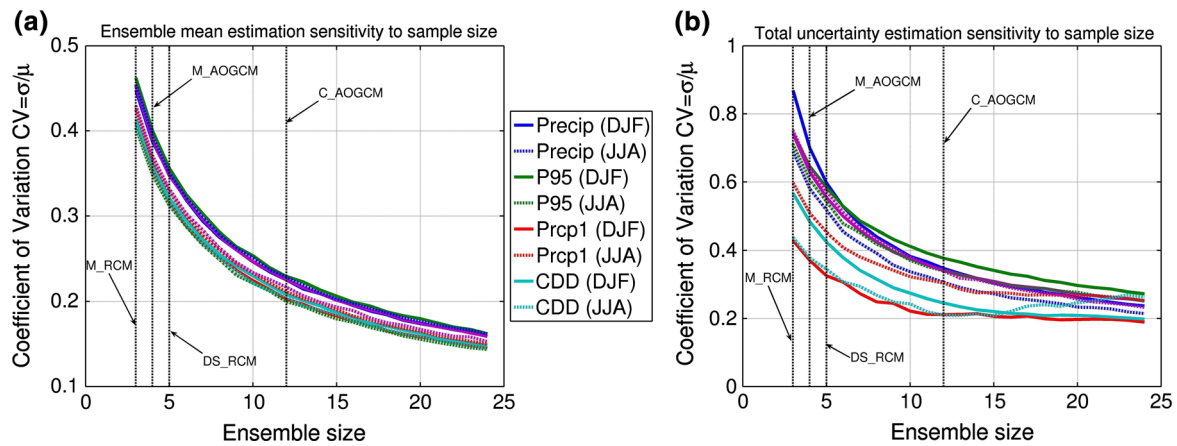 (a)
Ensemble mean estimation sensitivity to sample size
Coefficient of Variation CV=σ/μ
0.5
0.4
0.3
0.2
0.1
M_AOGCM
C_AOGCM
M_RCM
DS_RCM
0 5 10 15 20 25
Ensemble size
Precip (DJF)
Precip (JJA)
P95 (DJF)
P95 (JJA)
Prcp1 (DJF)
Prcp1 (JJA)
CDD (DJF)
CDD (JJA)
(b)
Total uncertainty estimation sensitivity to sample size
Coefficient of Variation CV=σ/μ
1
0.8
0.6
0.4
0.2
0
M_AOGCM
C_AOGCM
M_RCM
DS_RCM
0 5 10 15 20 25
Ensemble size